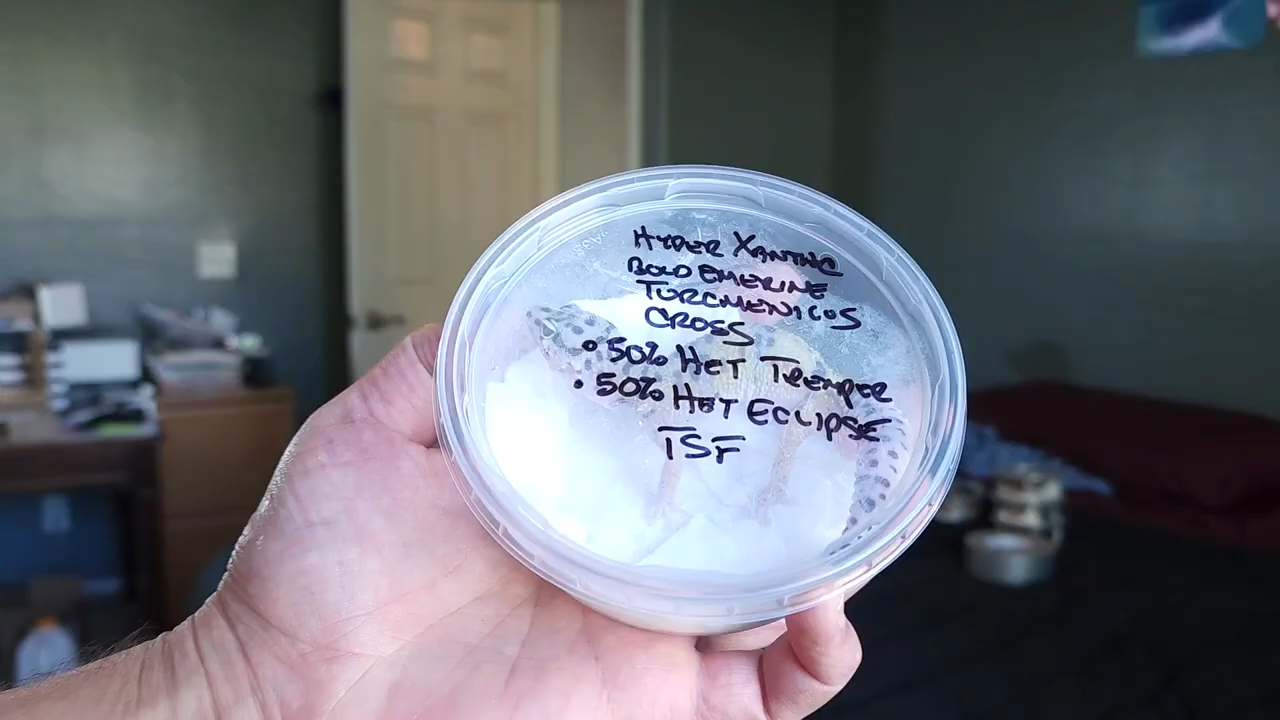 HYPER XANTHIC
BOLD EMERINE
TURCMENICUS
CROSS
• 50% HET TREMPER
• 50% HET ECLIPSE
TSF